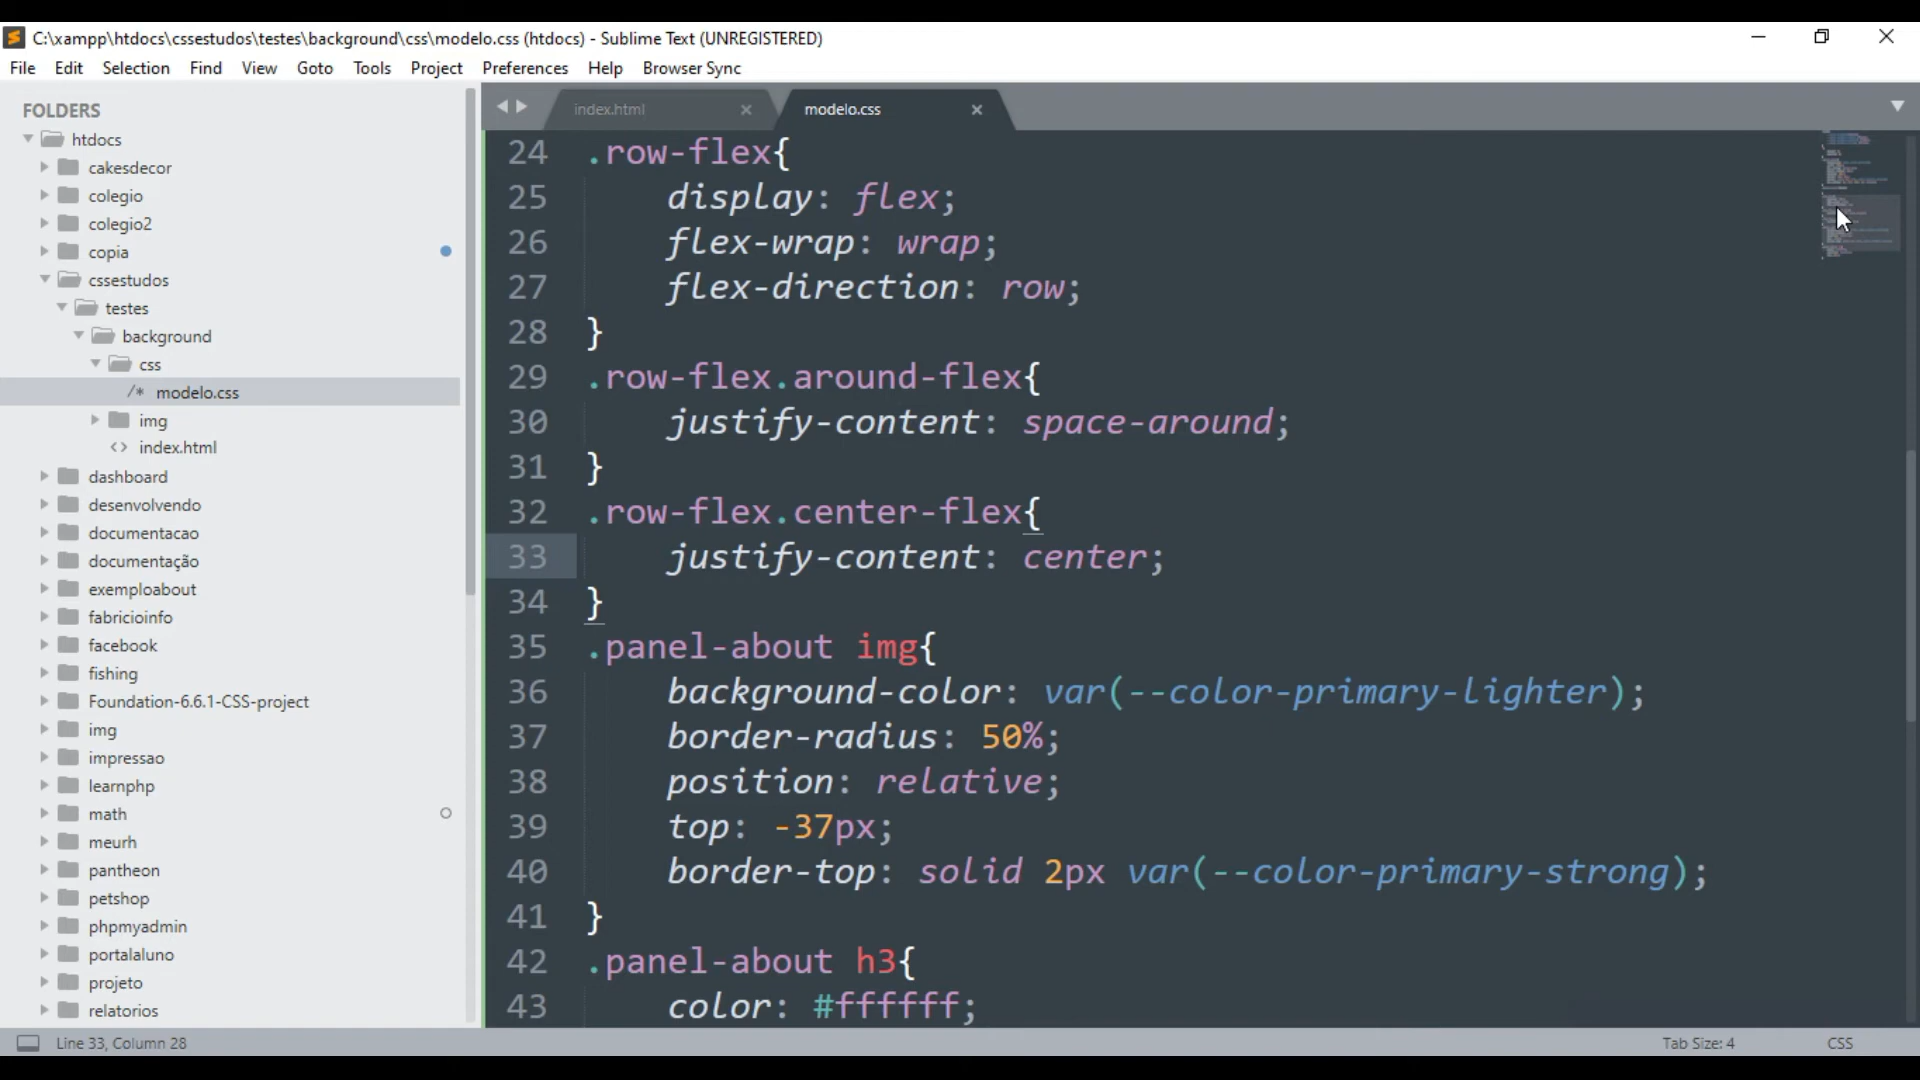 C:\xampp\htdocs\cssestudos\testes\background\css\modelo.css (htdocs) - Sublime Text (UNREGISTERED)
File Edit Selection Find View Goto Tools Project Preferences Help Browser Sync
FOLDERS
htdocs
cakesdecor
colegio
colegio2
copia
cssestudos
testes
background
css
/* modelo.css
img
<> index.html
dashboard
desenvolvendo
documentacao
documentação
exemploabout
fabricioinfo
facebook
fishing
Foundation-6.6.1-CSS-project
img
impressao
learnphp
math
meurh
pantheon
petshop
phpmyadmin
portalaluno
projeto
relatorios
index.html modelo.css
24 .row-flex{
25 display: flex;
26 flex-wrap: wrap;
27 flex-direction: row;
28 }
29 .row-flex.around-flex{
30 justify-content: space-around;
31 }
32 .row-flex.center-flex{
33 justify-content: center;
34 }
35 .panel-about img{
36 background-color: var(--color-primary-lighter);
37 border-radius: 50%;
38 position: relative;
39 top: -37px;
40 border-top: solid 2px var(--color-primary-strong);
41 }
42 .panel-about h3{
43 color: #ffffff;
Line 33, Column 28 Tab Size: 4 CSS